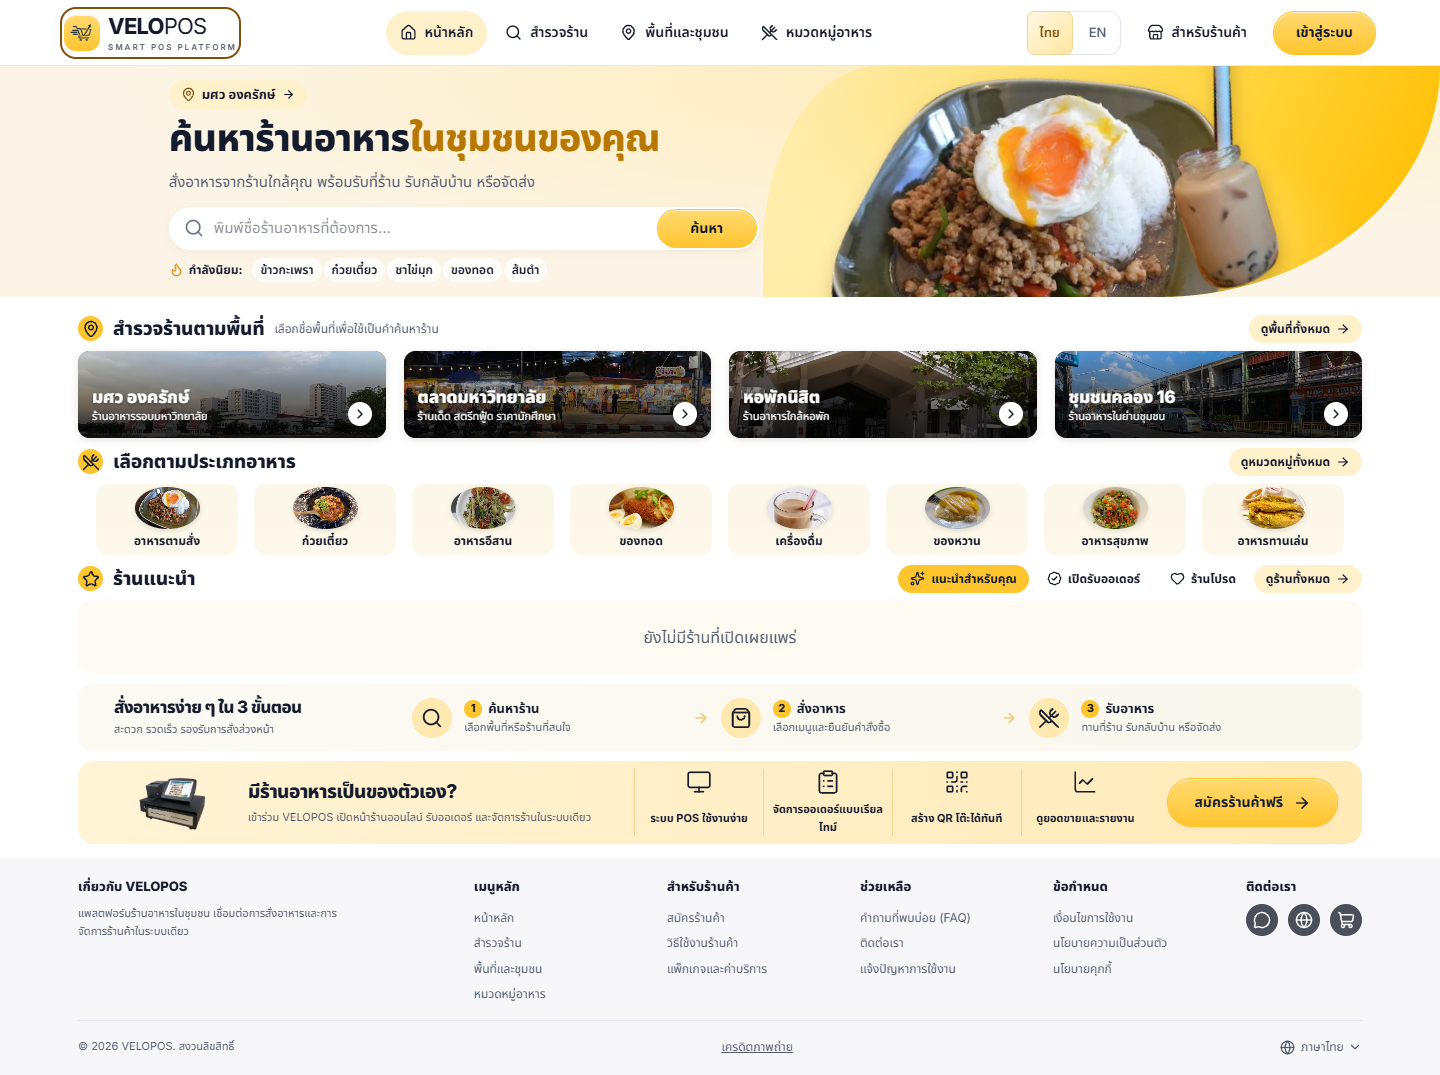 VELOPOS
SMART POS PLATFORM
หน้าหลัก
สำรวจร้าน
พื้นที่และชุมชน
หมวดหมู่อาหาร
ไทย
EN
สำหรับร้านค้า
เข้าสู่ระบบ
มศว องครักษ์
ค้นหาร้านอาหารในชุมชนของคุณ
สั่งอาหารจากร้านใกล้คุณ พร้อมรับที่ร้าน รับกลับบ้าน หรือจัดส่ง
พิมพ์ชื่อร้านอาหารที่ต้องการ...
ค้นหา
กำลังนิยม:
ข้าวกะเพรา
ก๋วยเตี๋ยว
ชาไข่มุก
ของทอด
ส้มตำ
สำรวจร้านตามพื้นที่
เลือกชื่อพื้นที่เพื่อใช้เป็นคำค้นหาร้าน
ดูพื้นที่ทั้งหมด
มศว องครักษ์
ร้านอาหารรอบมหาวิทยาลัย
ตลาดมหาวิทยาลัย
ร้านเด็ด สตรีทฟู้ด ราคานักศึกษา
หอพักนิสิต
ร้านอาหารใกล้หอพัก
ชุมชนคลอง 16
ร้านอาหารในย่านชุมชน
เลือกตามประเภทอาหาร
ดูหมวดหมู่ทั้งหมด
อาหารตามสั่ง
ก๋วยเตี๋ยว
อาหารอีสาน
ของทอด
เครื่องดื่ม
ของหวาน
อาหารสุขภาพ
อาหารทานเล่น
ร้านแนะนำ
แนะนำสำหรับคุณ
เปิดรับออเดอร์
ร้านโปรด
ดูร้านทั้งหมด
ยังไม่มีร้านที่เปิดเผยแพร่
สั่งอาหารง่าย ๆ ใน 3 ขั้นตอน
สะดวก รวดเร็ว รองรับการสั่งล่วงหน้า
1 ค้นหาร้าน
เลือกพื้นที่หรือร้านที่สนใจ
2 สั่งอาหาร
เลือกเมนูและยืนยันคำสั่งซื้อ
3 รับอาหาร
ทานที่ร้าน รับกลับบ้าน หรือจัดส่ง
มีร้านอาหารเป็นของตัวเอง?
เข้าร่วม VELOPOS เปิดหน้าร้านออนไลน์ รับออเดอร์ และจัดการร้านในระบบเดียว
ระบบ POS ใช้งานง่าย
จัดการออเดอร์แบบเรียล
ไทม์
สร้าง QR โต๊ะได้ทันที
ดูยอดขายและรายงาน
สมัครร้านค้าฟรี
เกี่ยวกับ VELOPOS
แพลตฟอร์มร้านอาหารในชุมชน เชื่อมต่อการสั่งอาหารและการ
จัดการร้านค้าในระบบเดียว
เมนูหลัก
หน้าหลัก
สำรวจร้าน
พื้นที่และชุมชน
หมวดหมู่อาหาร
สำหรับร้านค้า
สมัครร้านค้า
วิธีใช้งานร้านค้า
แพ็กเกจและค่าบริการ
ช่วยเหลือ
คำถามที่พบบ่อย (FAQ)
ติดต่อเรา
แจ้งปัญหาการใช้งาน
ข้อกำหนด
เงื่อนไขการใช้งาน
นโยบายความเป็นส่วนตัว
นโยบายคุกกี้
ติดต่อเรา
© 2026 VELOPOS. สงวนลิขสิทธิ์
เครดิตภาพถ่าย
ภาษาไทย